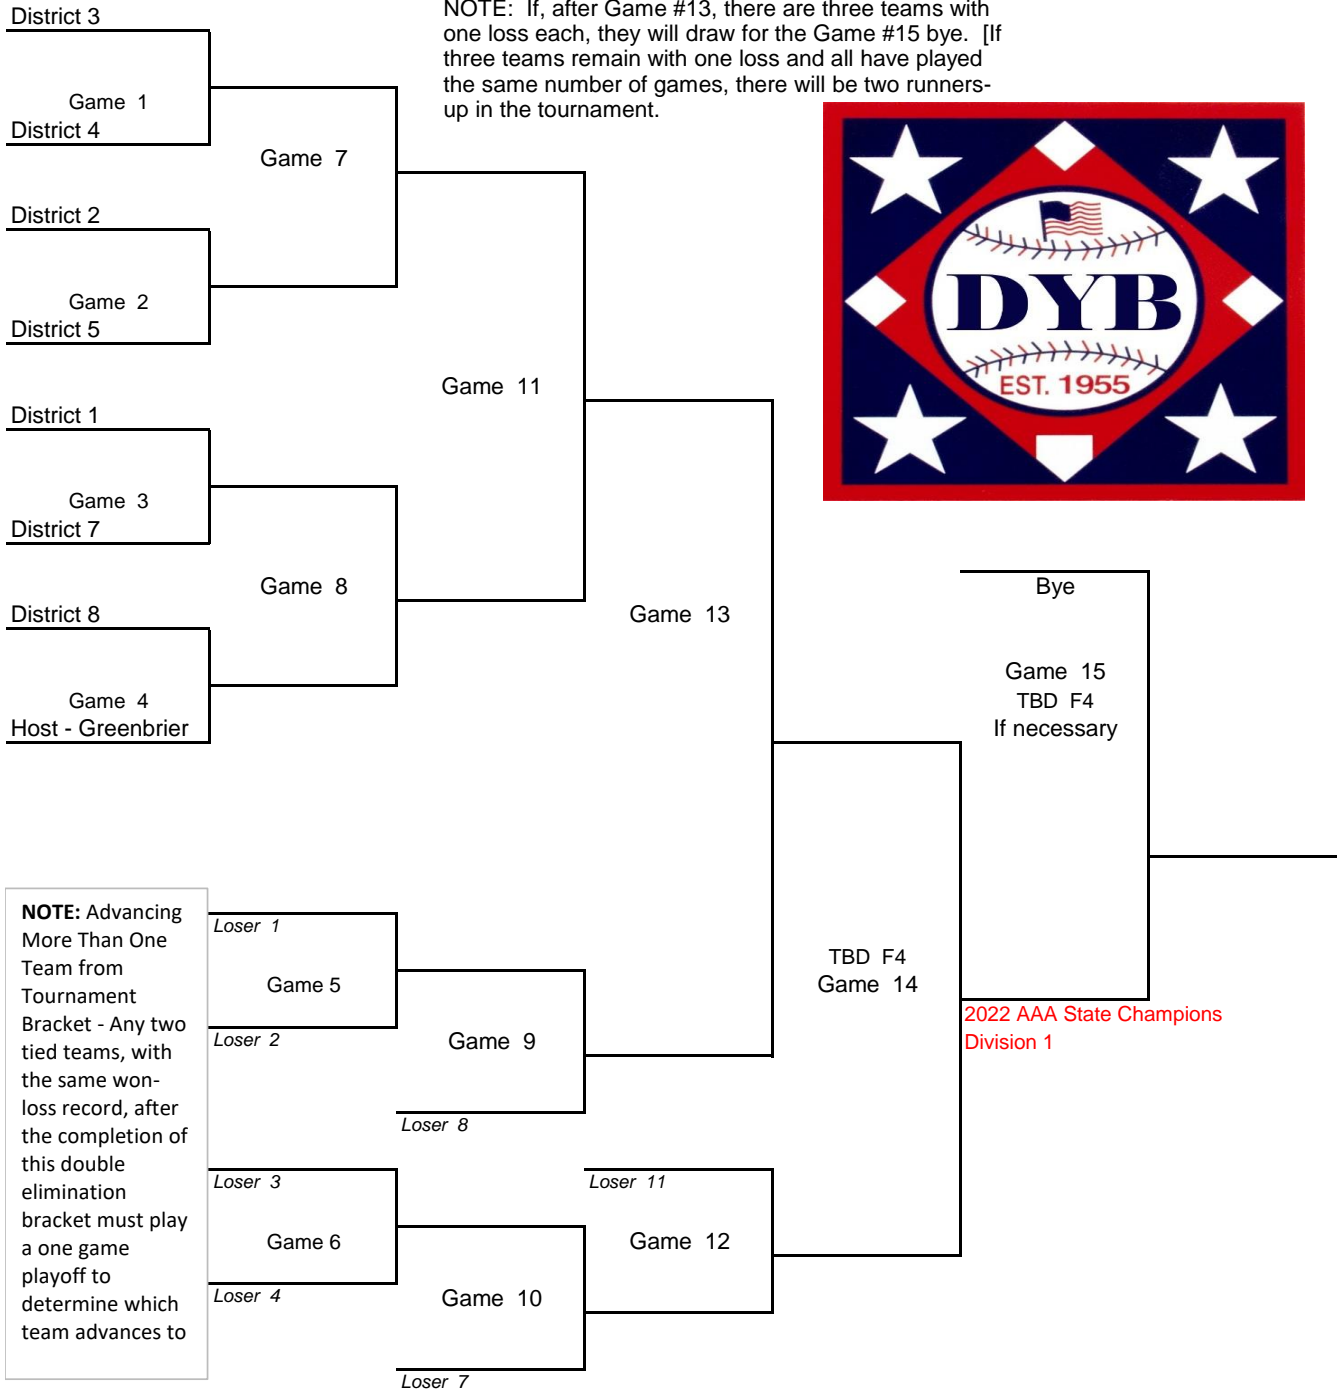 District 3
NOTE: If, after Game #13, there are three teams with
one loss each, they will draw for the Game #15 bye. [If
three teams remain with one loss and all have played
the same number of games, there will be two runners-
up in the tournament.
Game 1
District 4
Game 7
District 2
Game 2
District 5
DYB
EST. 1955
Game 11
District 1
Game 3
District 7
Game 8
Bye
District 8
Game 13
Game 15
TBD F4
If necessary
Game 4
Host - Greenbrier
NOTE: Advancing
More Than One
Team from
Tournament
Bracket - Any two
tied teams, with
the same won-
loss record, after
the completion of
this double
elimination
bracket must play
a one game
playoff to
determine which
team advances to
Loser 1
Game 5
Loser 2
Game 9
Loser 8
TBD F4
Game 14
2022 AAA State Champions
Division 1
Loser 3
Game 6
Loser 4
Loser 11
Game 12
Game 10
Loser 7